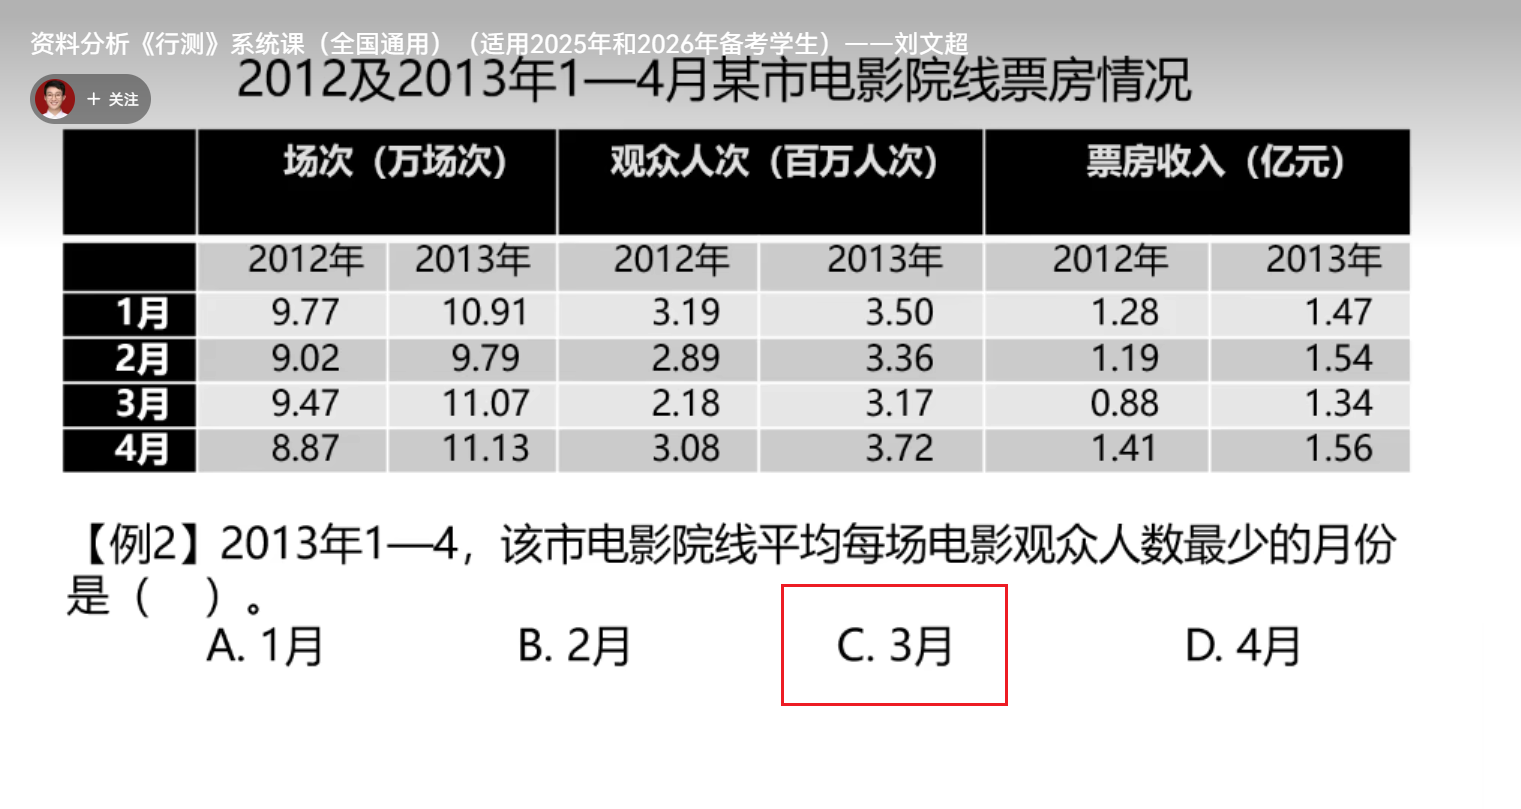 资料分析《行测》系统课（全国通用）（适用2025年和2026年备考学生）——刘文超
2012及2013年1—4月某市电影院线票房情况
+ 关注
场次（万场次） 观众人次（百万人次） 票房收入（亿元）
2012年 2013年 2012年 2013年 2012年 2013年
1月 9.77 10.91 3.19 3.50 1.28 1.47
2月 9.02 9.79 2.89 3.36 1.19 1.54
3月 9.47 11.07 2.18 3.17 0.88 1.34
4月 8.87 11.13 3.08 3.72 1.41 1.56
【例2】2013年1—4，该市电影院线平均每场电影观众人数最少的月份
是（ ）。
A. 1月 B. 2月 C. 3月 D. 4月